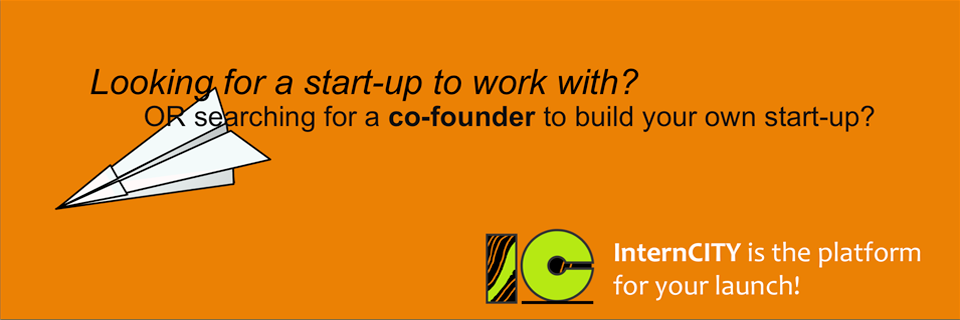 Looking for a start-up to work with?
OR searching for a co-founder to build your own start-up?
InternCITY is the platform
for your launch!